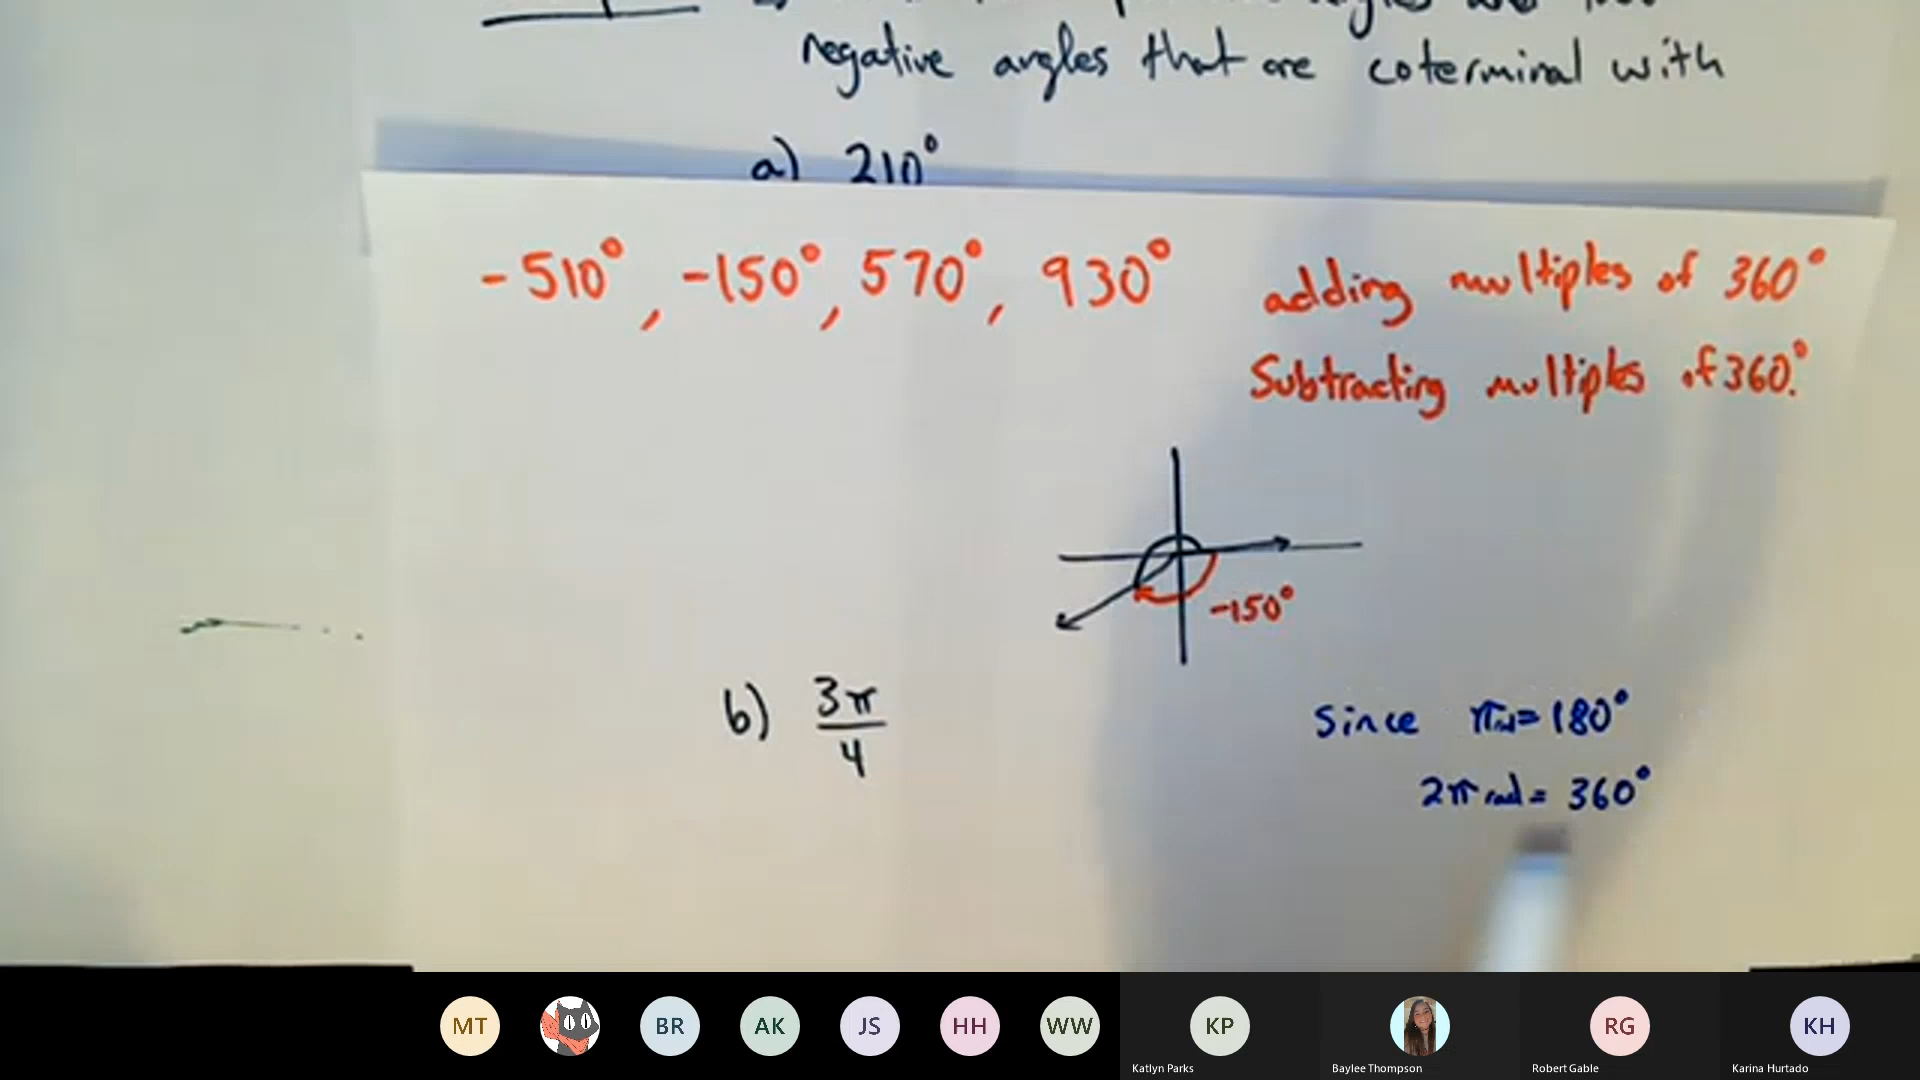 negative angles that are coterminal with
a) 210°
-510°, -150°, 570°, 930°
adding multiples of 360°
Subtracting multiples of 360°.
-150°
b) 3π/4
Since π rad = 180°
2π rad = 360°
MT
BR
AK
JS
HH
WW
KP
RG
KH
Katlyn Parks
Baylee Thompson
Robert Gable
Karina Hurtado